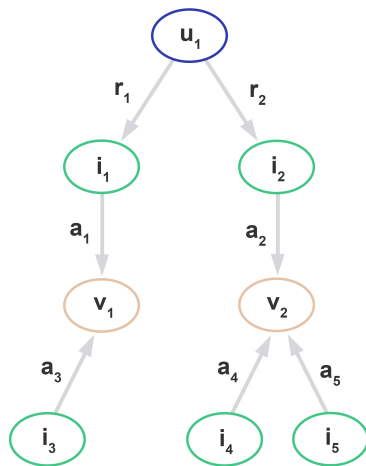 u₁
r₁ r₂
i₁ i₂
a₁ a₂
v₁ v₂
a₃ a₄ a₅
i₃ i₄ i₅